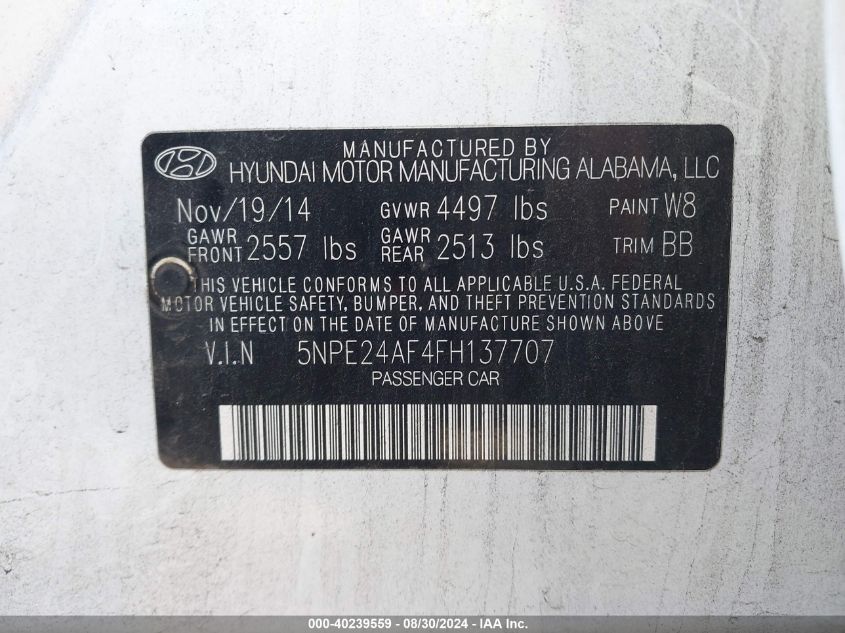 MANUFACTURED BY
HYUNDAI MOTOR MANUFACTURING ALABAMA, LLC
Nov/19/14 GVWR 4497 lbs PAINT W8
GAWR FRONT 2557 lbs GAWR REAR 2513 lbs TRIM BB
THIS VEHICLE CONFORMS TO ALL APPLICABLE U.S.A. FEDERAL
MOTOR VEHICLE SAFETY, BUMPER, AND THEFT PREVENTION STANDARDS
IN EFFECT ON THE DATE OF MANUFACTURE SHOWN ABOVE
V.I.N 5NPE24AF4FH137707
PASSENGER CAR
000-40239559 - 08/30/2024 - IAA Inc.